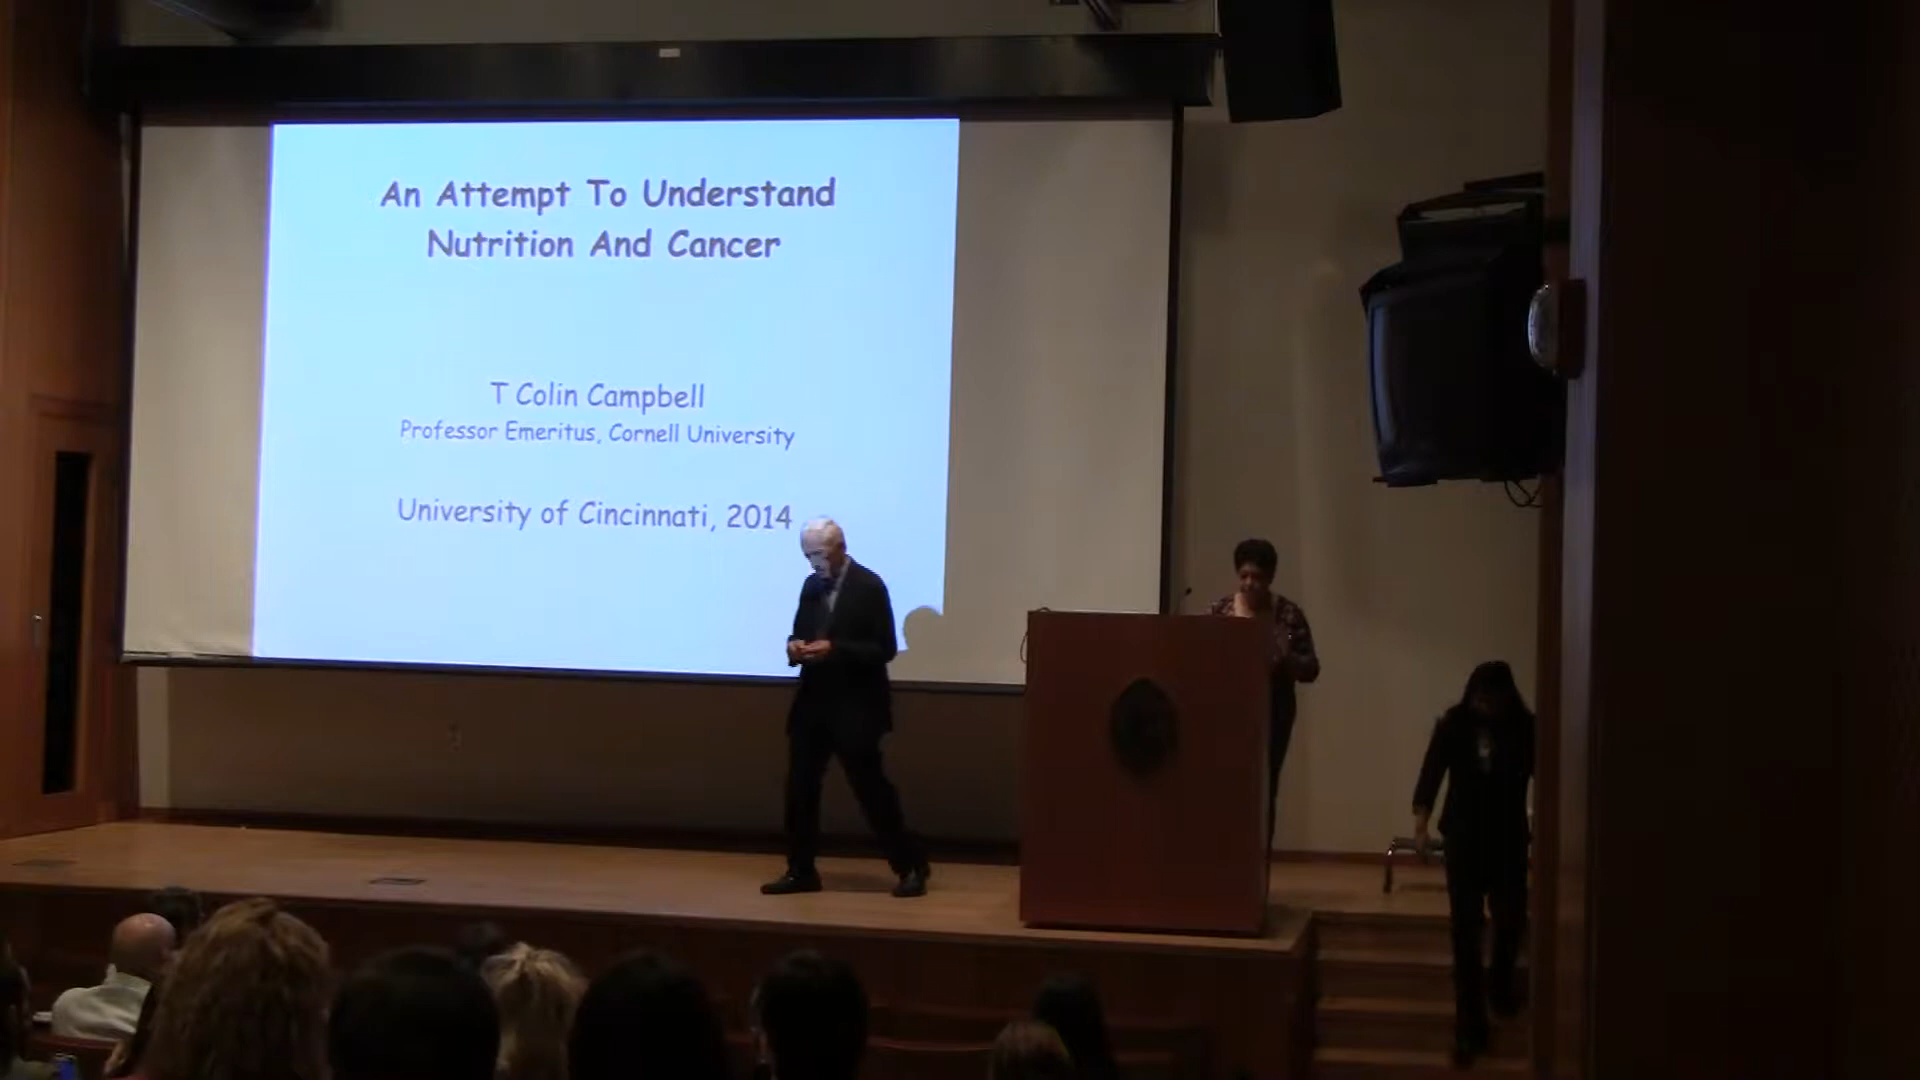 An Attempt To Understand
Nutrition And Cancer
T Colin Campbell
Professor Emeritus, Cornell University
University of Cincinnati, 2014